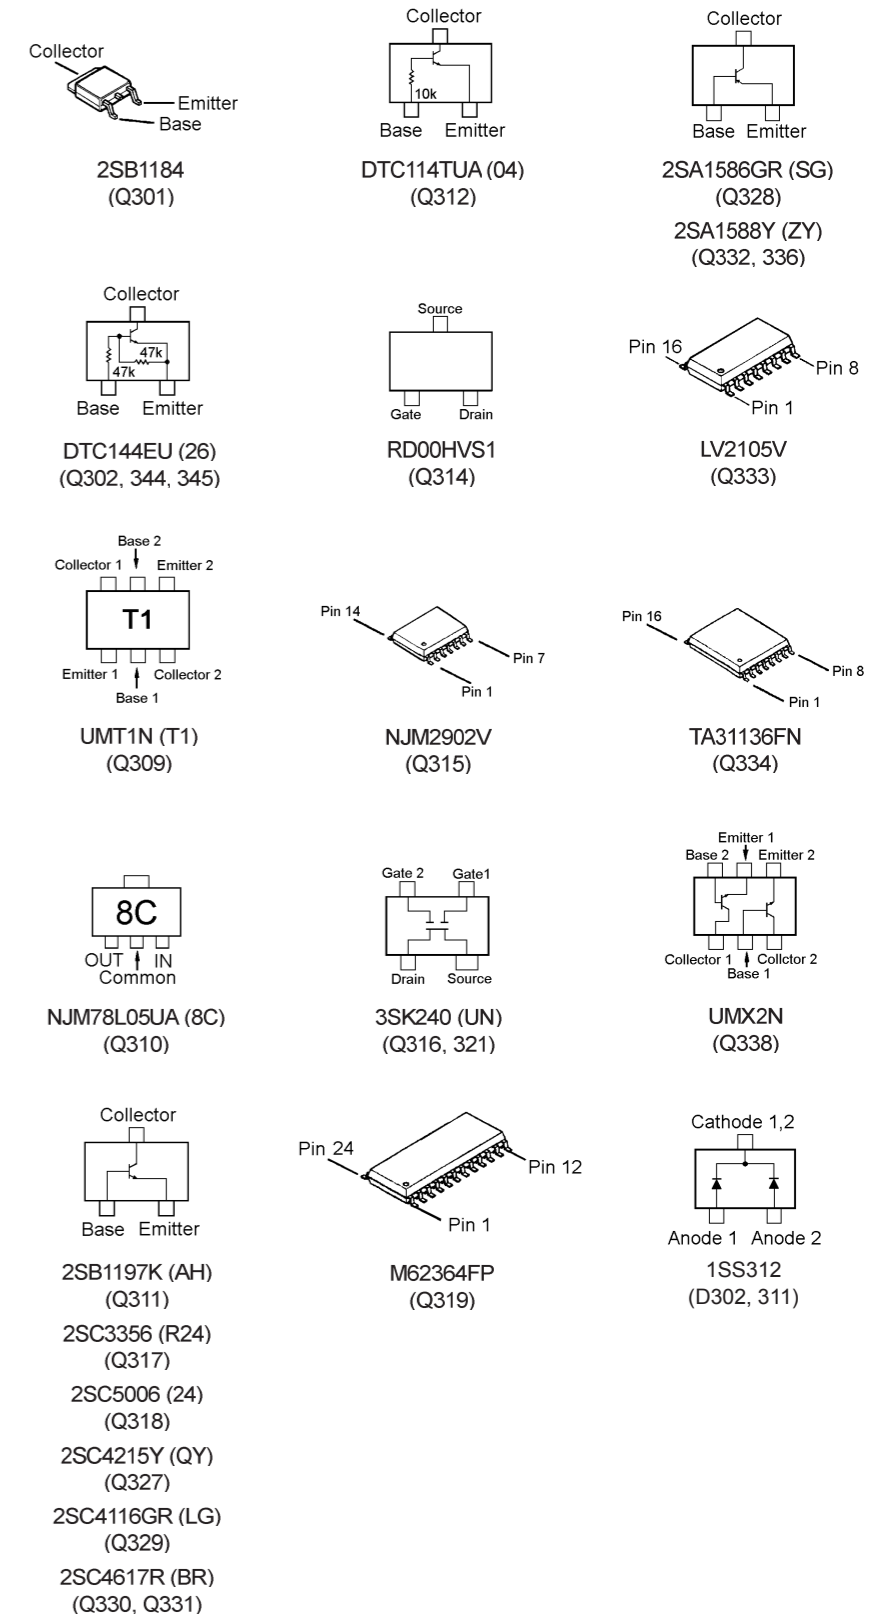 Collector
Emitter
Base
2SB1184
(Q301)
Collector
10k
Base Emitter
DTC114TUA (04)
(Q312)
Collector
Base Emitter
2SA1586GR (SG)
(Q328)
2SA1588Y (ZY)
(Q332, 336)
Collector
47k
47k
Base Emitter
DTC144EU (26)
(Q302, 344, 345)
Source
Gate Drain
RD00HVS1
(Q314)
Pin 16
Pin 8
Pin 1
LV2105V
(Q333)
Base 2
Collector 1 Emitter 2
T1
Emitter 1 Collector 2
Base 1
UMT1N (T1)
(Q309)
Pin 14
Pin 7
Pin 1
NJM2902V
(Q315)
Pin 16
Pin 8
Pin 1
TA31136FN
(Q334)
8C
OUT IN
Common
NJM78L05UA (8C)
(Q310)
Gate 2 Gate1
Drain Source
3SK240 (UN)
(Q316, 321)
Emitter 1
Base 2 Emitter 2
Collector 1 Collctor 2
Base 1
UMX2N
(Q338)
Collector
Base Emitter
2SB1197K (AH)
(Q311)
2SC3356 (R24)
(Q317)
2SC5006 (24)
(Q318)
2SC4215Y (QY)
(Q327)
2SC4116GR (LG)
(Q329)
2SC4617R (BR)
(Q330, Q331)
Pin 24
Pin 12
Pin 1
M62364FP
(Q319)
Cathode 1,2
Anode 1 Anode 2
1SS312
(D302, 311)